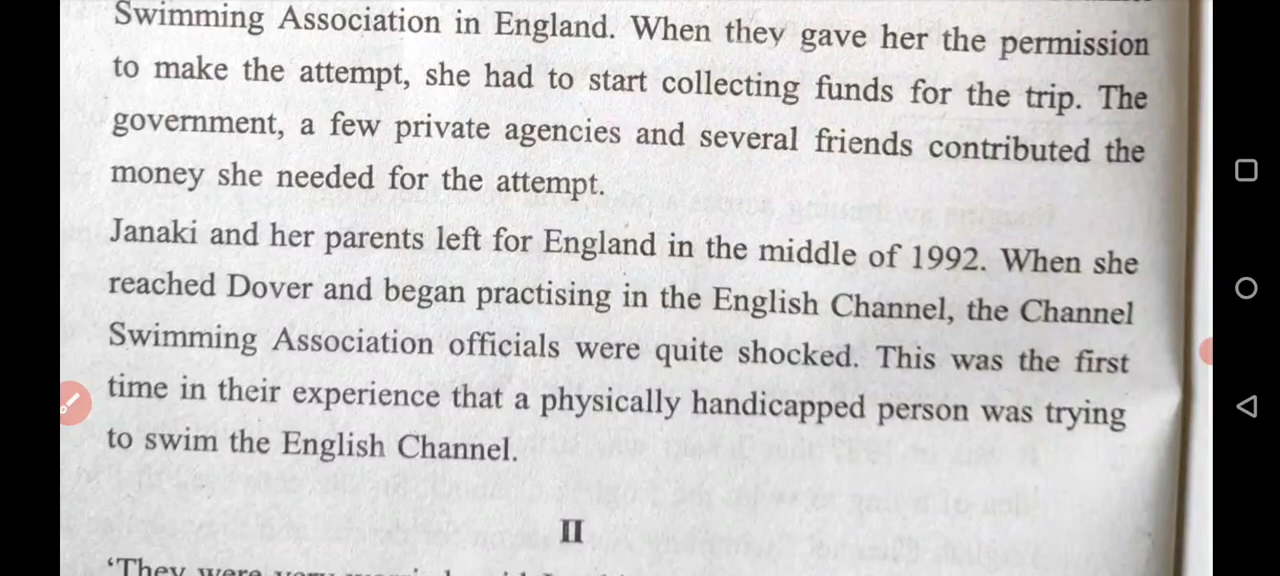 Swimming Association in England. When they gave her the permission
to make the attempt, she had to start collecting funds for the trip. The
government, a few private agencies and several friends contributed the
money she needed for the attempt.
Janaki and her parents left for England in the middle of 1992. When she
reached Dover and began practising in the English Channel, the Channel
Swimming Association officials were quite shocked. This was the first
time in their experience that a physically handicapped person was trying
to swim the English Channel.
II
‘They were very